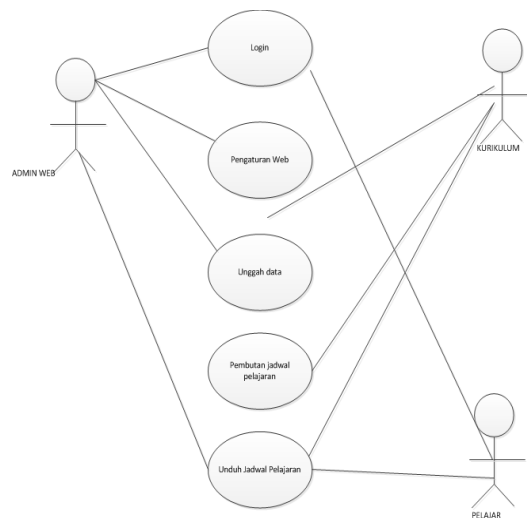 Login
ADMIN WEB
KURIKULUM
Pengaturan Web
Unggah data
Pembutan jadwal
pelajaran
Unduh Jadwal Pelajaran
PELAJAR